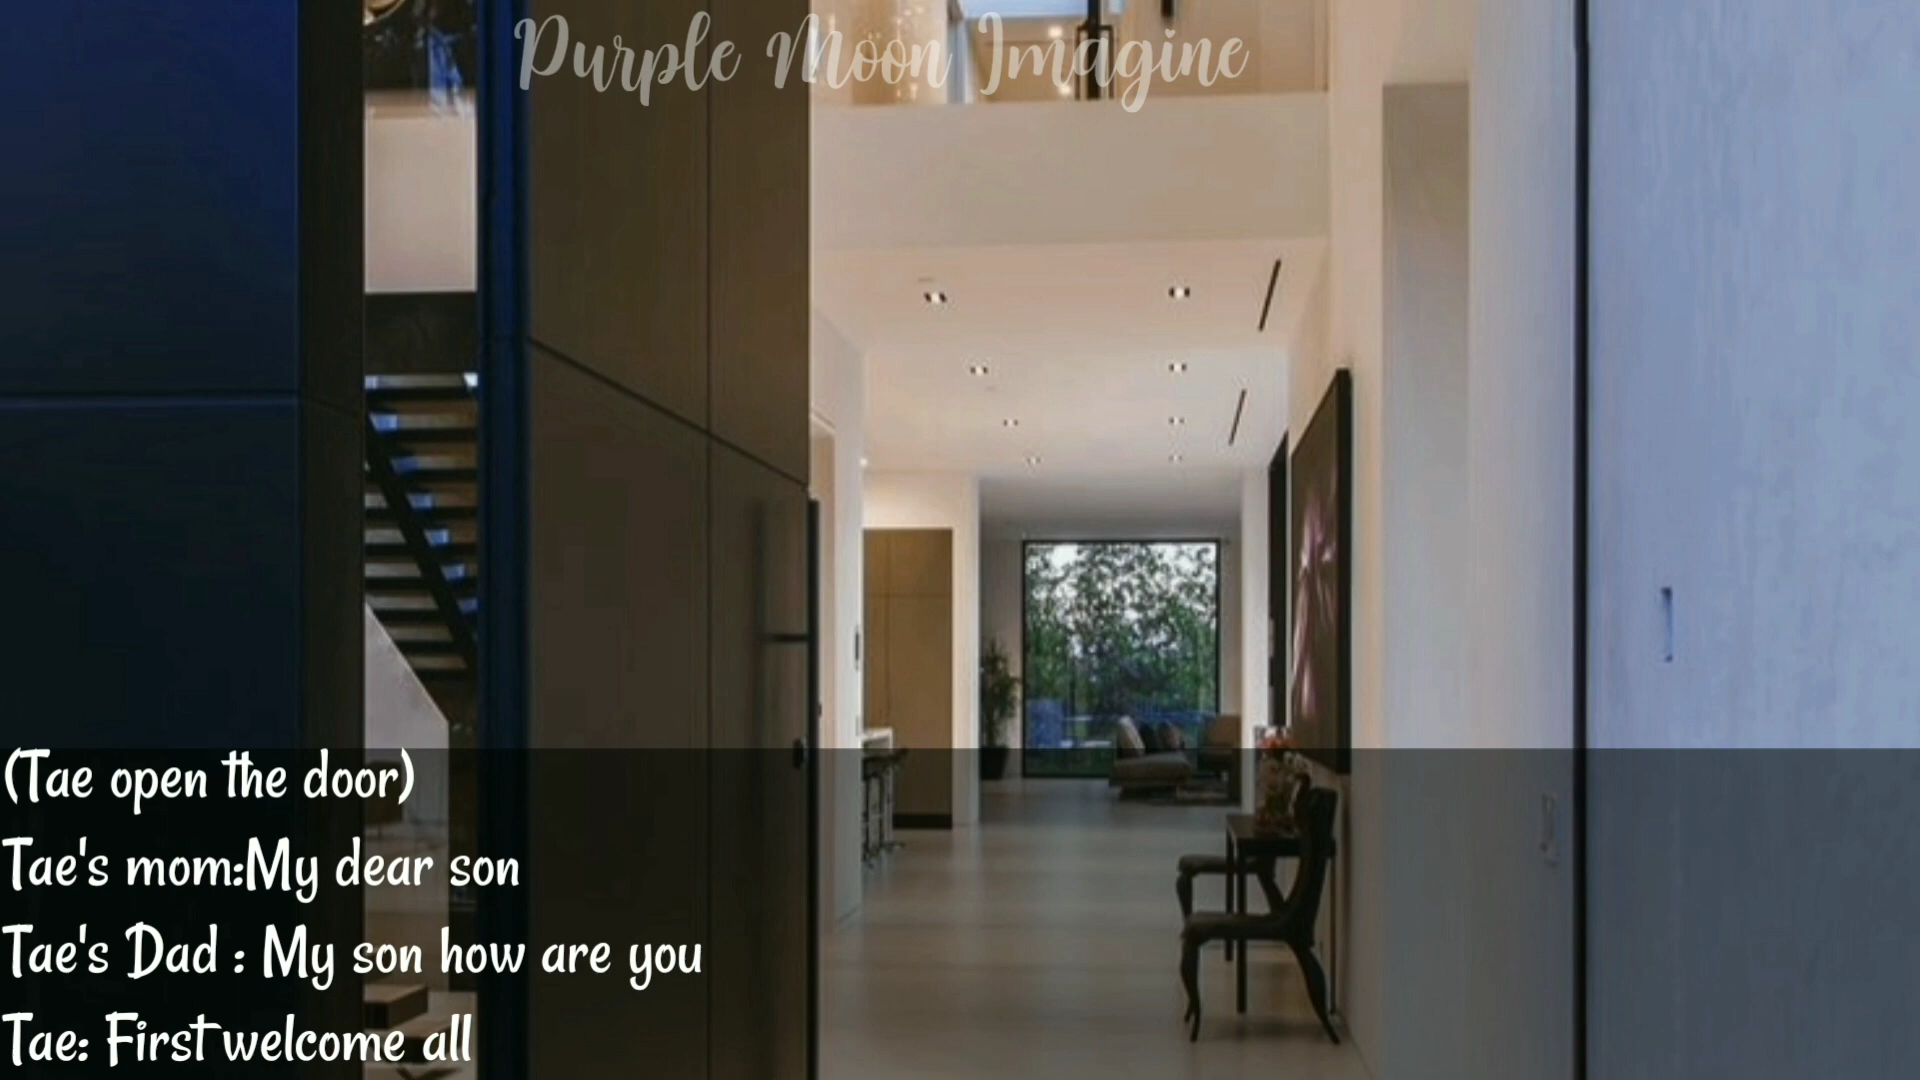 Purple Moon Imagine
(Tae open the door)
Tae's mom:My dear son
Tae's Dad : My son how are you
Tae: First welcome all